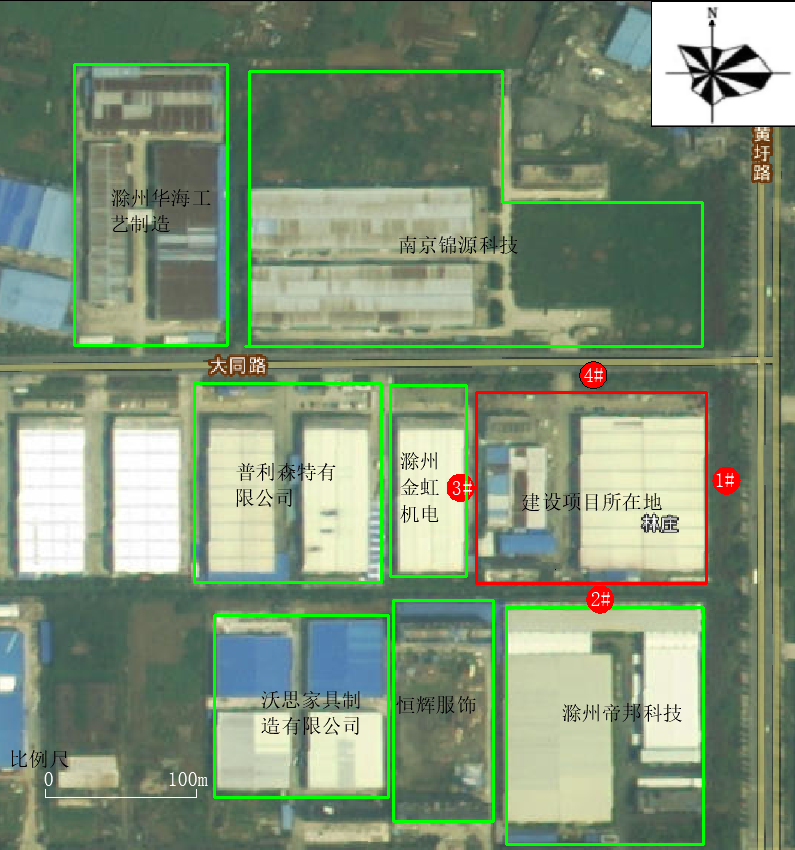 N
黄圩路
滁州华海工
艺制造
南京锦源科技
大同路
4#
普利森特有
限公司
滁州
金虹
机电
3#
1#
建设项目所在地
林庄
2#
沃思家具制
造有限公司
恒辉服饰
滁州帝邦科技
比例尺
0
100m